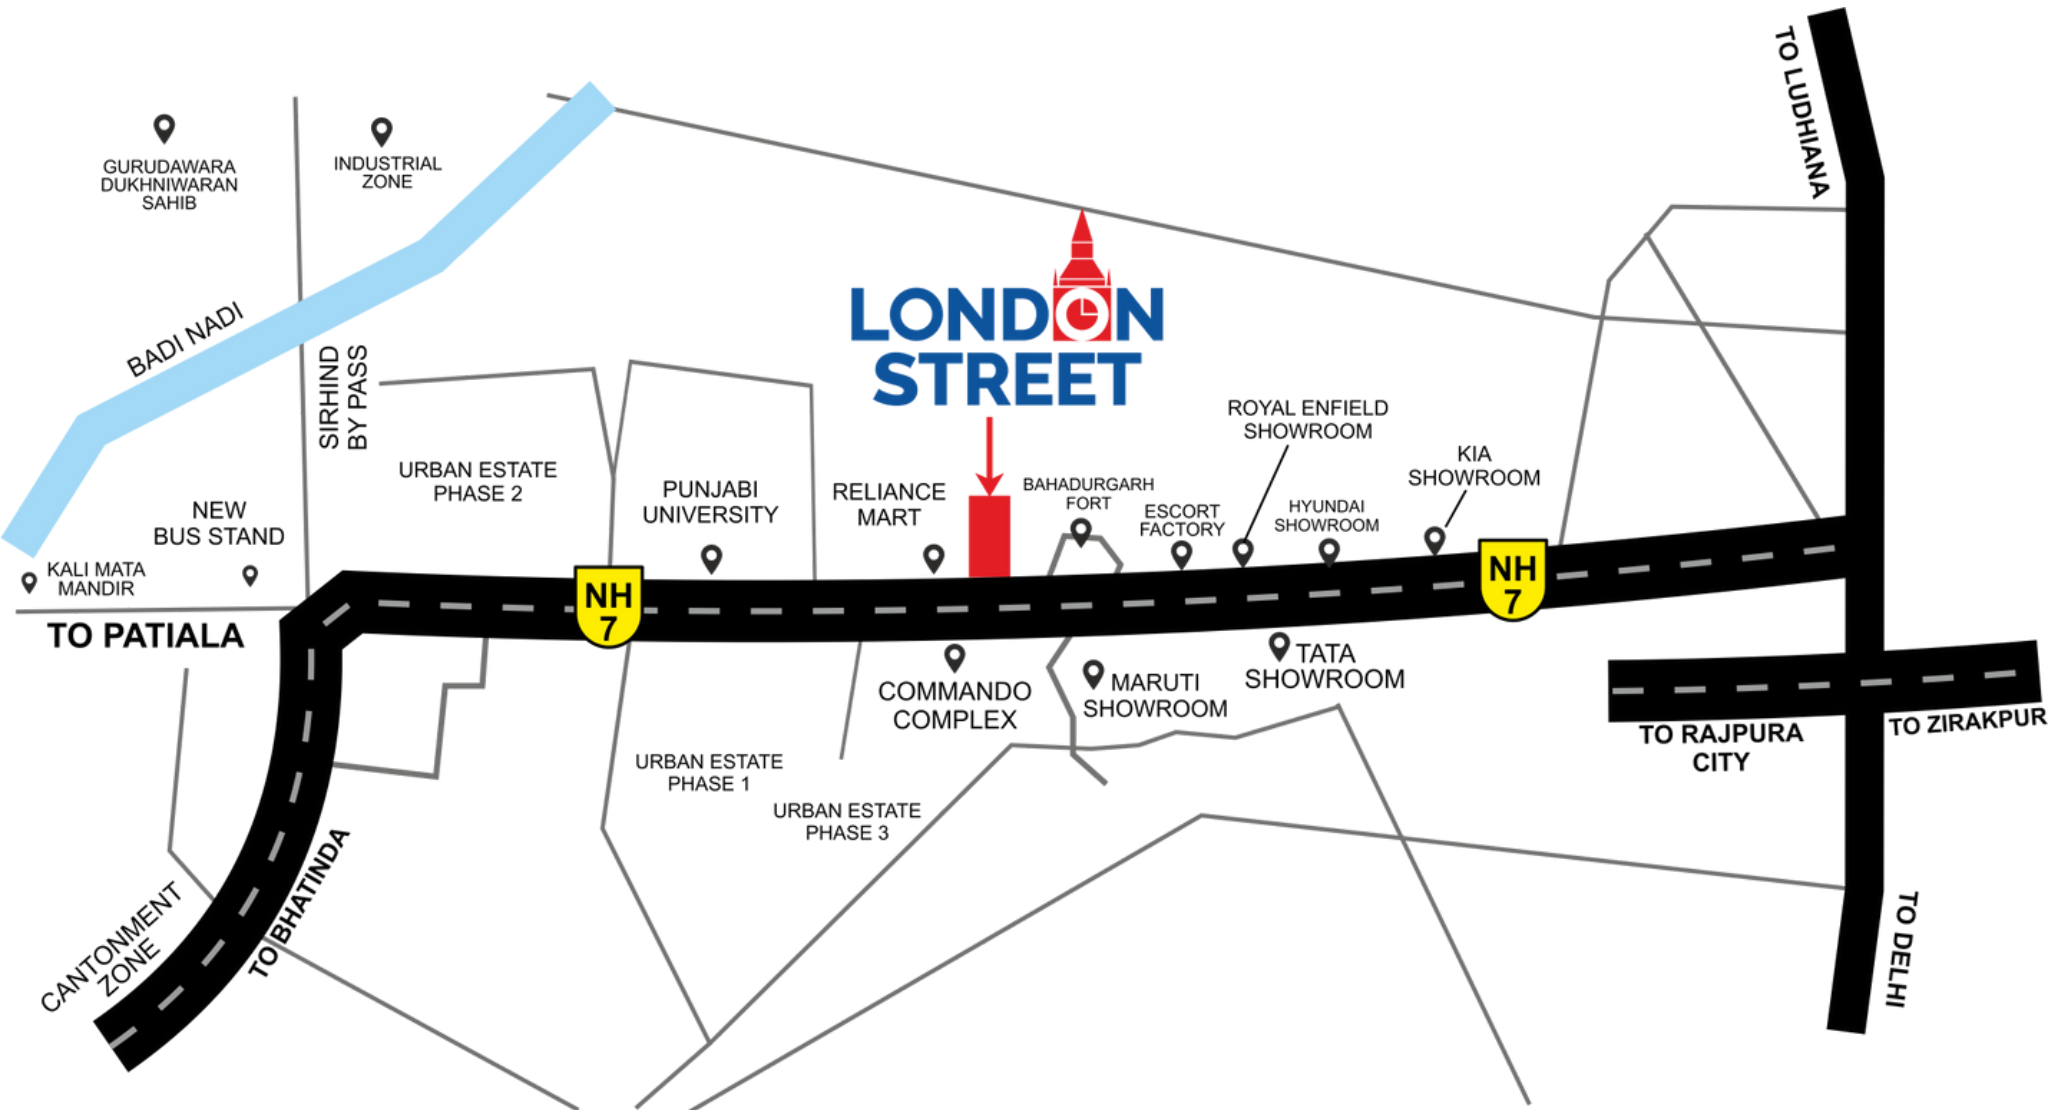 TO LUDHIANA
GURUDAWARA
DUKHNIWARAN
SAHIB
INDUSTRIAL
ZONE
BADI NADI
SIRHIND
BY PASS
LONDON
STREET
URBAN ESTATE
PHASE 2
NEW
BUS STAND
KALI MATA
MANDIR
TO PATIALA
PUNJABI
UNIVERSITY
RELIANCE
MART
BAHADURGARH
FORT
ESCORT
FACTORY
ROYAL ENFIELD
SHOWROOM
HYUNDAI
SHOWROOM
KIA
SHOWROOM
NH
7
NH
7
COMMANDO
COMPLEX
MARUTI
SHOWROOM
TATA
SHOWROOM
TO RAJPURA
CITY
TO ZIRAKPUR
URBAN ESTATE
PHASE 1
URBAN ESTATE
PHASE 3
CANTONMENT
ZONE
TO BHATINDA
TO DELHI